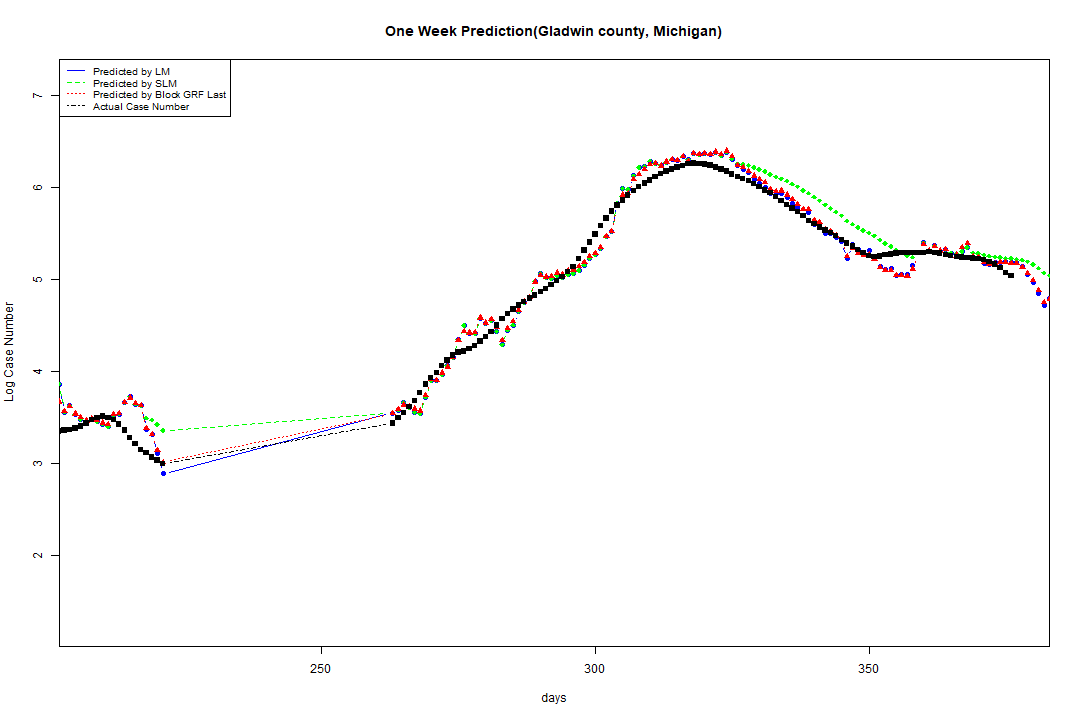 One Week Prediction(Gladwin county, Michigan)
Predicted by LM
Predicted by SLM
Predicted by Block GRF Last
Actual Case Number
7
6
5
4
3
2
Log Case Number
250
300
350
days